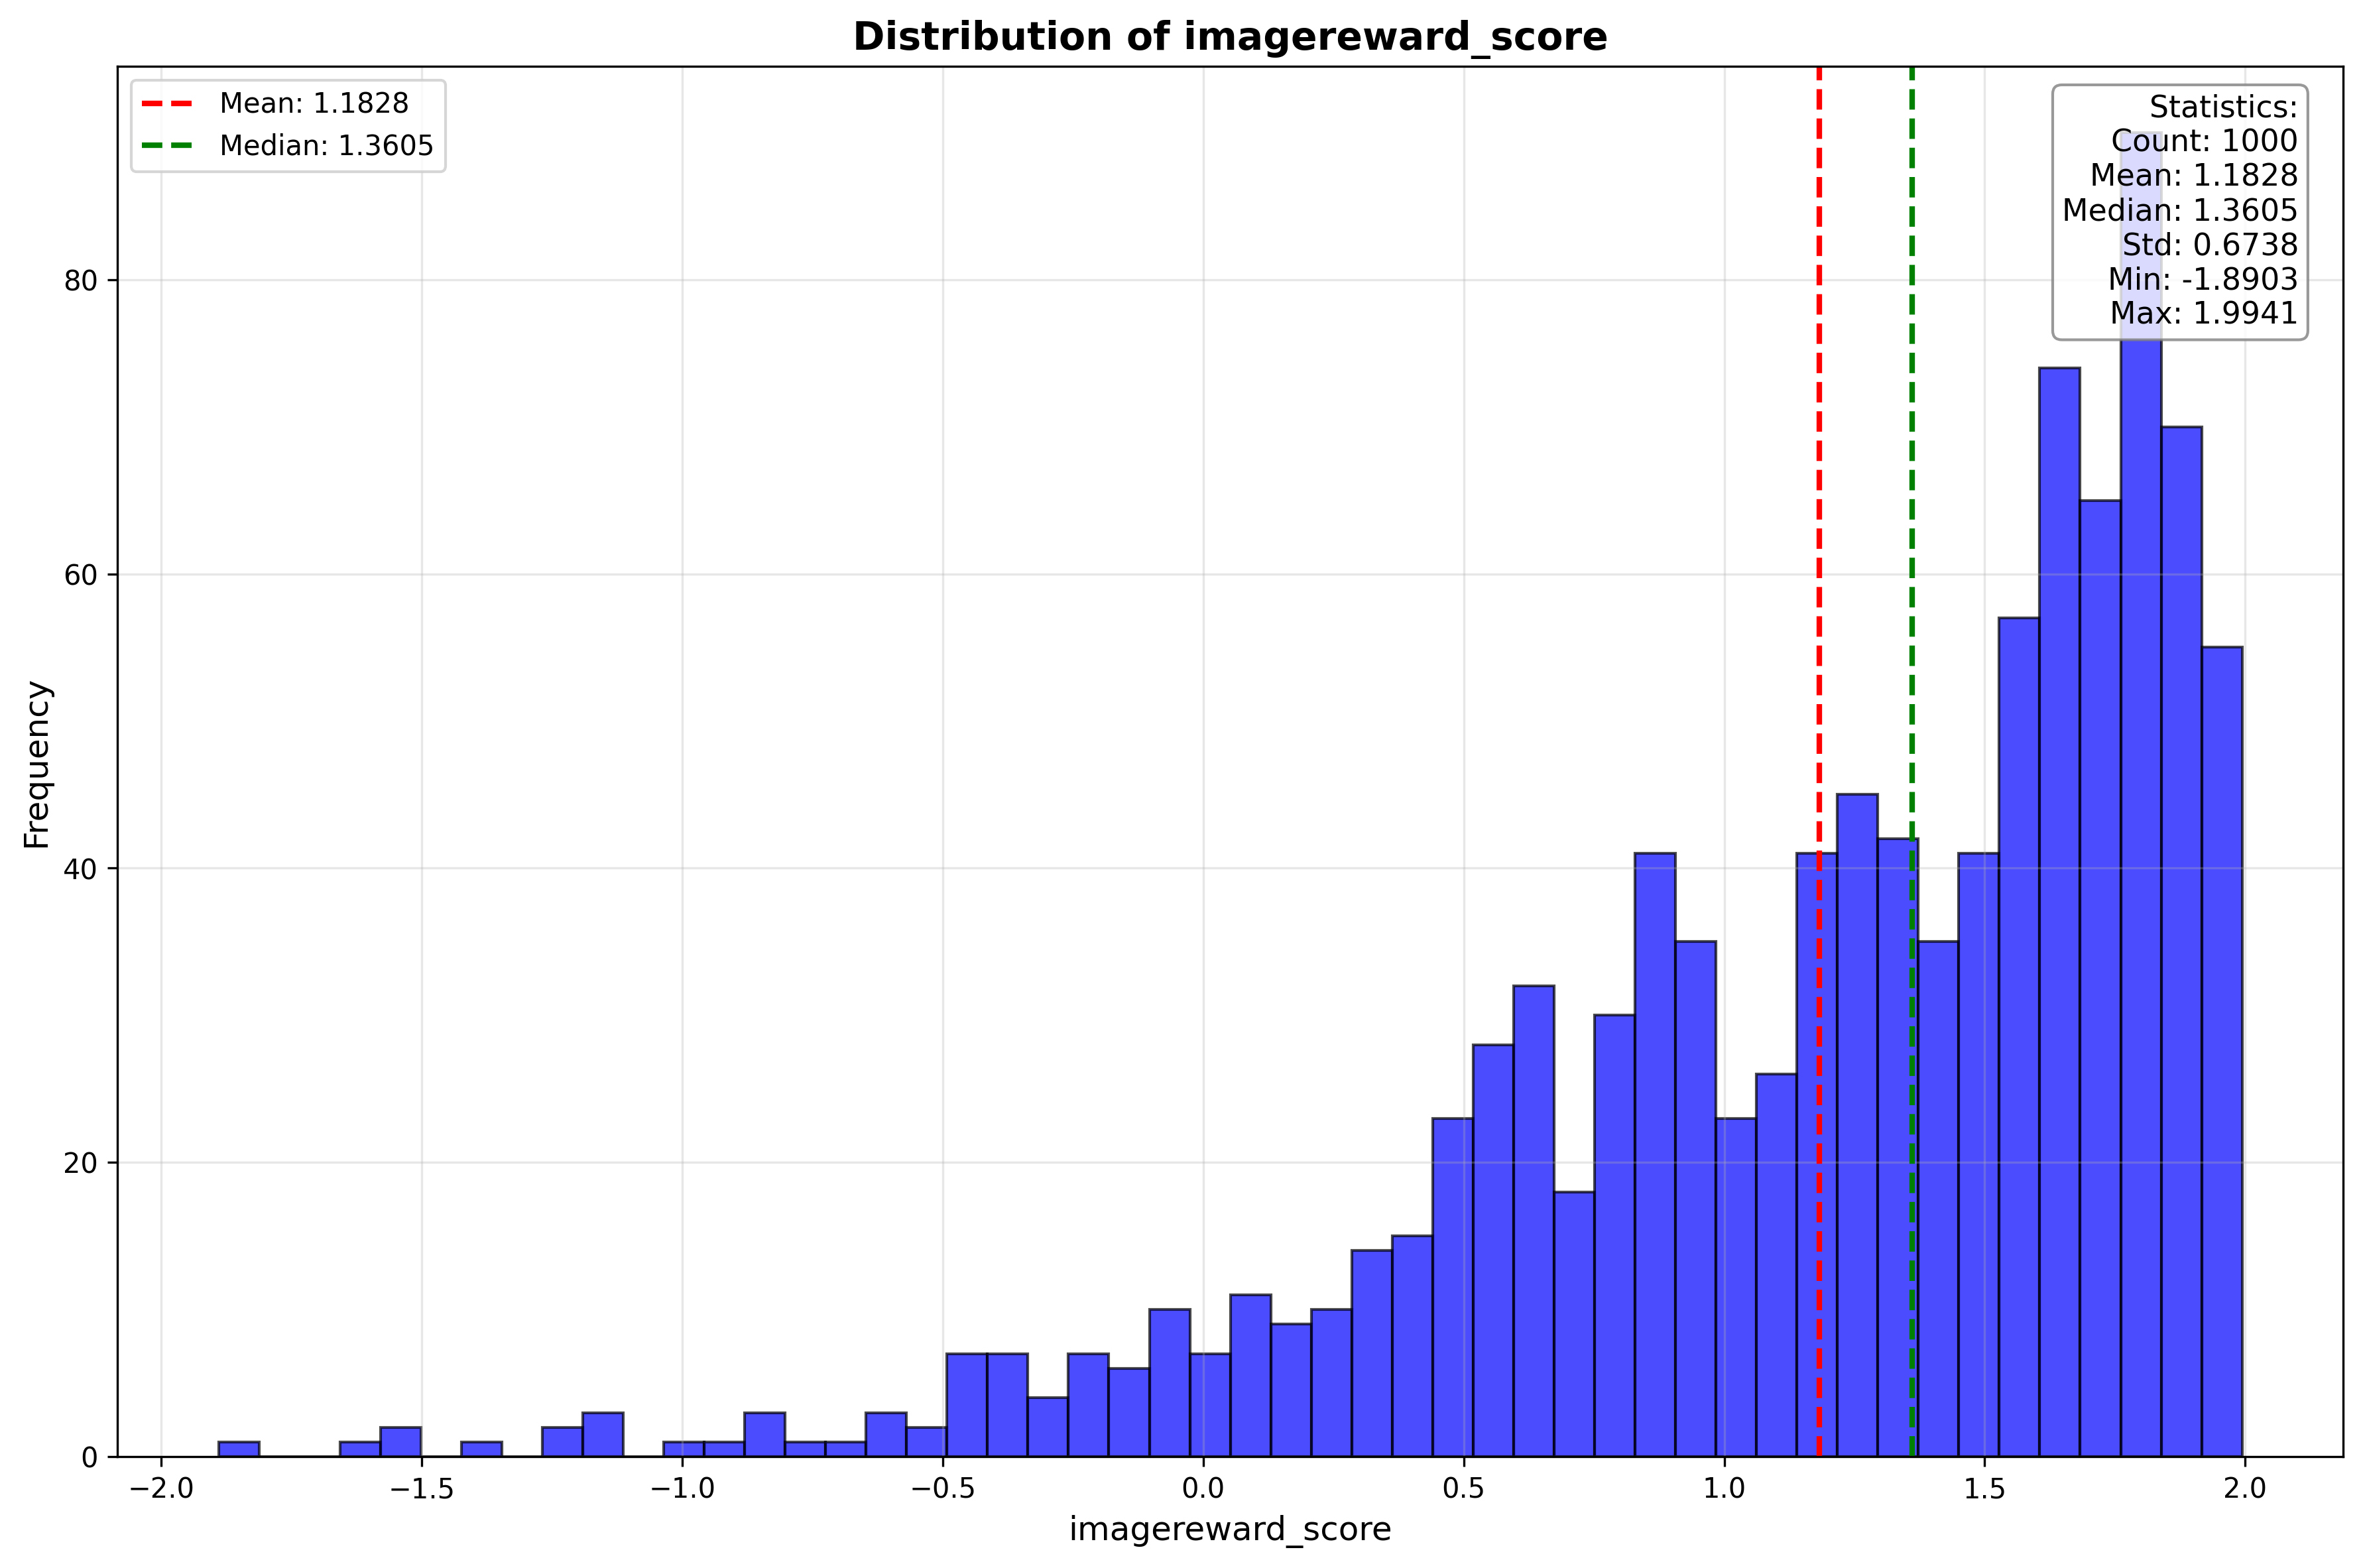 Distribution of imagereward_score
Mean: 1.1828
Median: 1.3605
Statistics:
Count: 1000
Mean: 1.1828
Median: 1.3605
Std: 0.6738
Min: -1.8903
Max: 1.9941
Frequency
80
60
40
20
0
−2.0 −1.5 −1.0 −0.5 0.0 0.5 1.0 1.5 2.0
imagereward_score